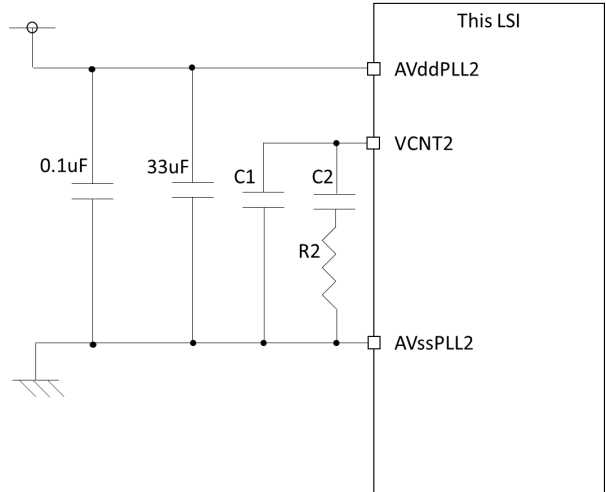 This LSI
AVddPLL2
VCNT2
0.1uF
33uF
C1
C2
R2
AVssPLL2